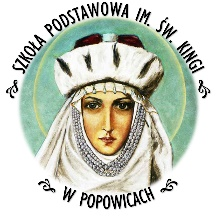 SZKOŁA PODSTAWOWA IM. ŚW. KINGI
W POPOWICACH